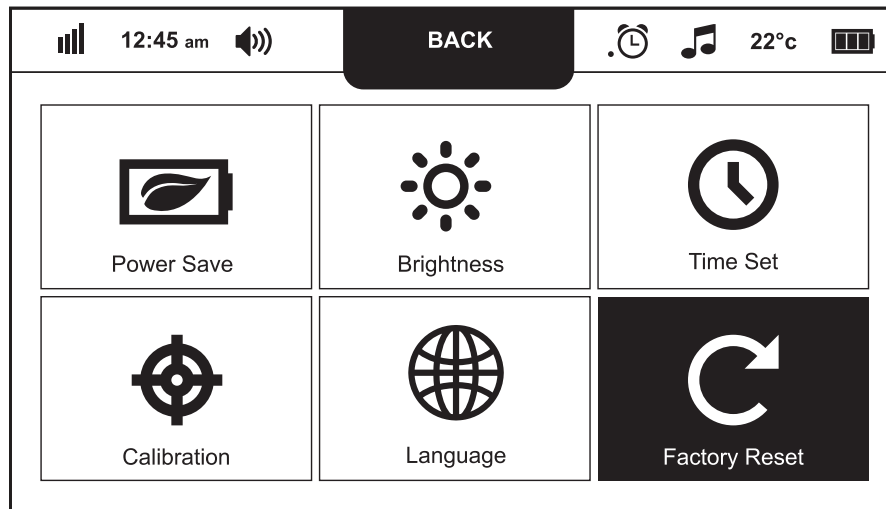 12:45 am BACK 22°c
Power Save Brightness Time Set
Calibration Language Factory Reset